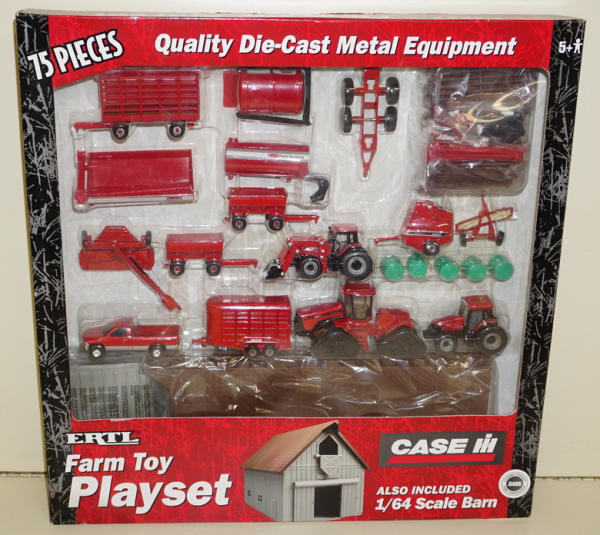 75 PIECES
Quality Die-Cast Metal Equipment
5+
ERTL
Farm Toy
Playset
CASE IH
ALSO INCLUDED
1/64 Scale Barn